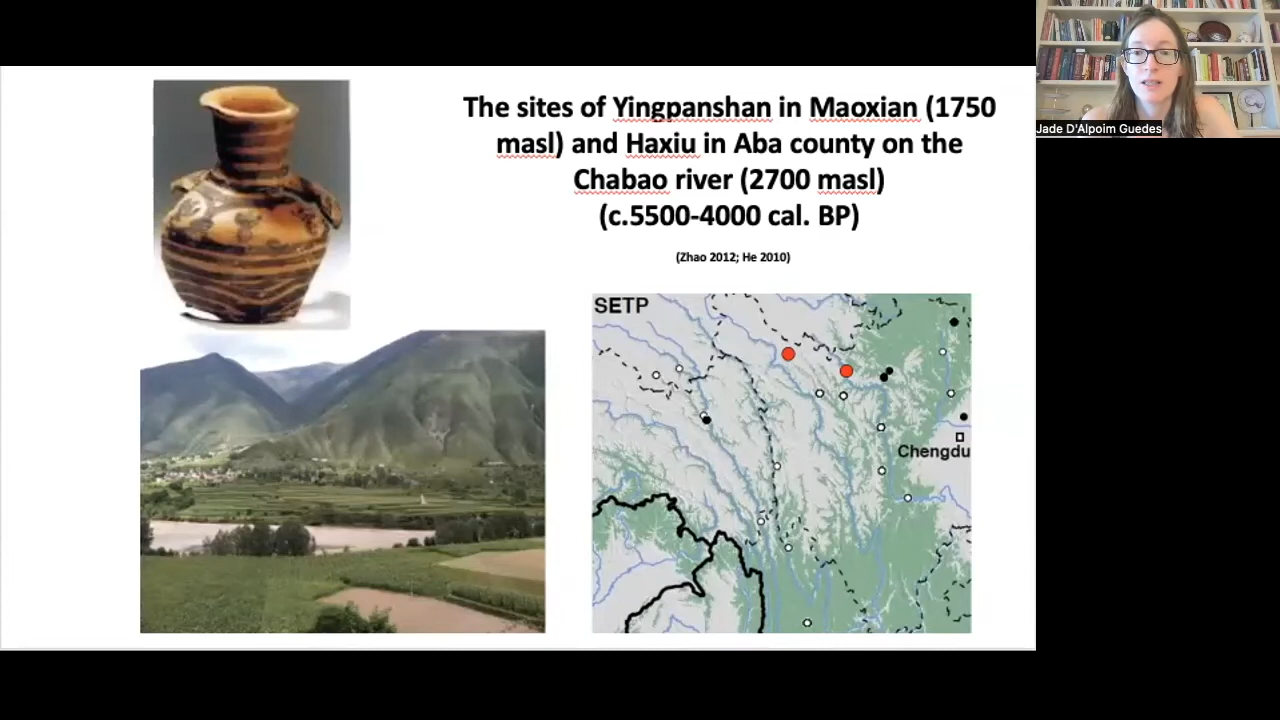 The sites of Yingpanshan in Maoxian (1750
masl) and Haxiu in Aba county on the
Chabao river (2700 masl)
(c.5500-4000 cal. BP)
(Zhao 2012; He 2010)
SETP
Chengdu
Jade D'Alpoim Guedes